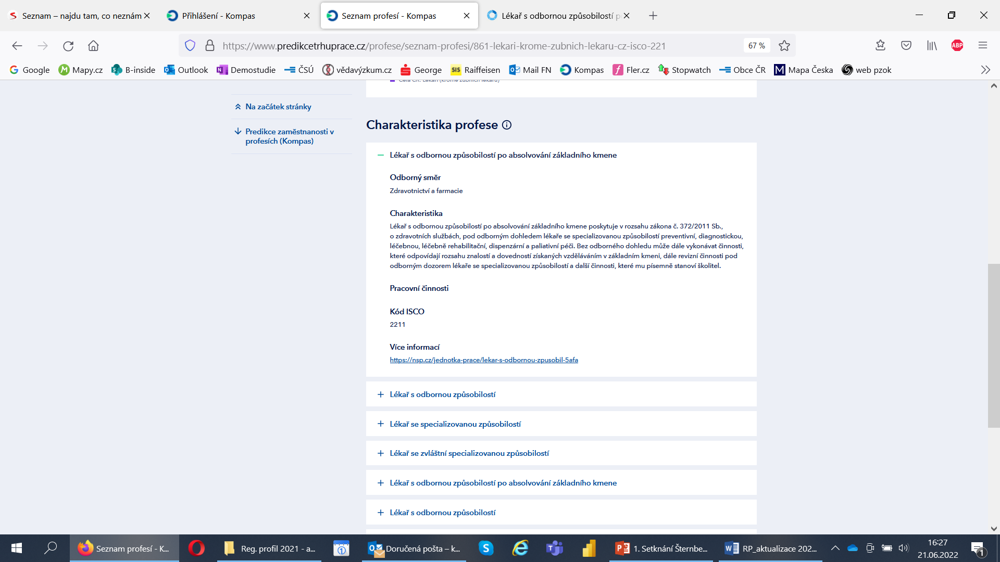 Seznam – najdu tam, co neznám
Přihlášení - Kompas
Seznam profesí - Kompas
Lékař s odbornou způsobilostí p
https://www.predikcetrhuprace.cz/profese/seznam-profesi/861-lekari-krome-zubnich-lekaru-cz-isco-221
67 %
ABP
Google
Mapy.cz
B-inside
Outlook
Demostudie
ČSÚ
vědavýzkum.cz
George
Raiffeisen
Mail FN
Kompas
Fler.cz
Stopwatch
Obce ČR
Mapa Česka
web pzok
Celá ČR: Lékaři (kromě zubních lékařů)
Na začátek stránky
Predikce zaměstnanosti v
profesích (Kompas)
Charakteristika profese
Lékař s odbornou způsobilostí po absolvování základního kmene
Odborný směr
Zdravotnictví a farmacie
Charakteristika
Lékař s odbornou způsobilostí po absolvování základního kmene poskytuje v rozsahu zákona č. 372/2011 Sb.,
o zdravotních službách, pod odborným dohledem lékaře se specializovanou způsobilostí preventivní, diagnostickou,
léčebnou, léčebně rehabilitační, dispenzární a paliativní péči. Bez odborného dohledu může dále vykonávat činnosti,
které odpovídají rozsahu znalostí a dovedností získaných vzděláváním v základním kmeni, dále revizní činnosti pod
odborným dozorem lékaře se specializovanou způsobilostí a další činnosti, které mu písemně stanoví školitel.
Pracovní činnosti
Kód ISCO
2211
Více informací
https://nsp.cz/jednotka-prace/lekar-s-odbornou-zpusobil-5afa
Lékař s odbornou způsobilostí
Lékař se specializovanou způsobilostí
Lékař se zvláštní specializovanou způsobilostí
Lékař s odbornou způsobilostí po absolvování základního kmene
Lékař s odbornou způsobilostí
Seznam profesí - K...
Reg. profil 2021 - a...
Doručená pošta – k...
1. Setknání Šternbe...
RP_aktualizace 202...
16:27
21.06.2022
1